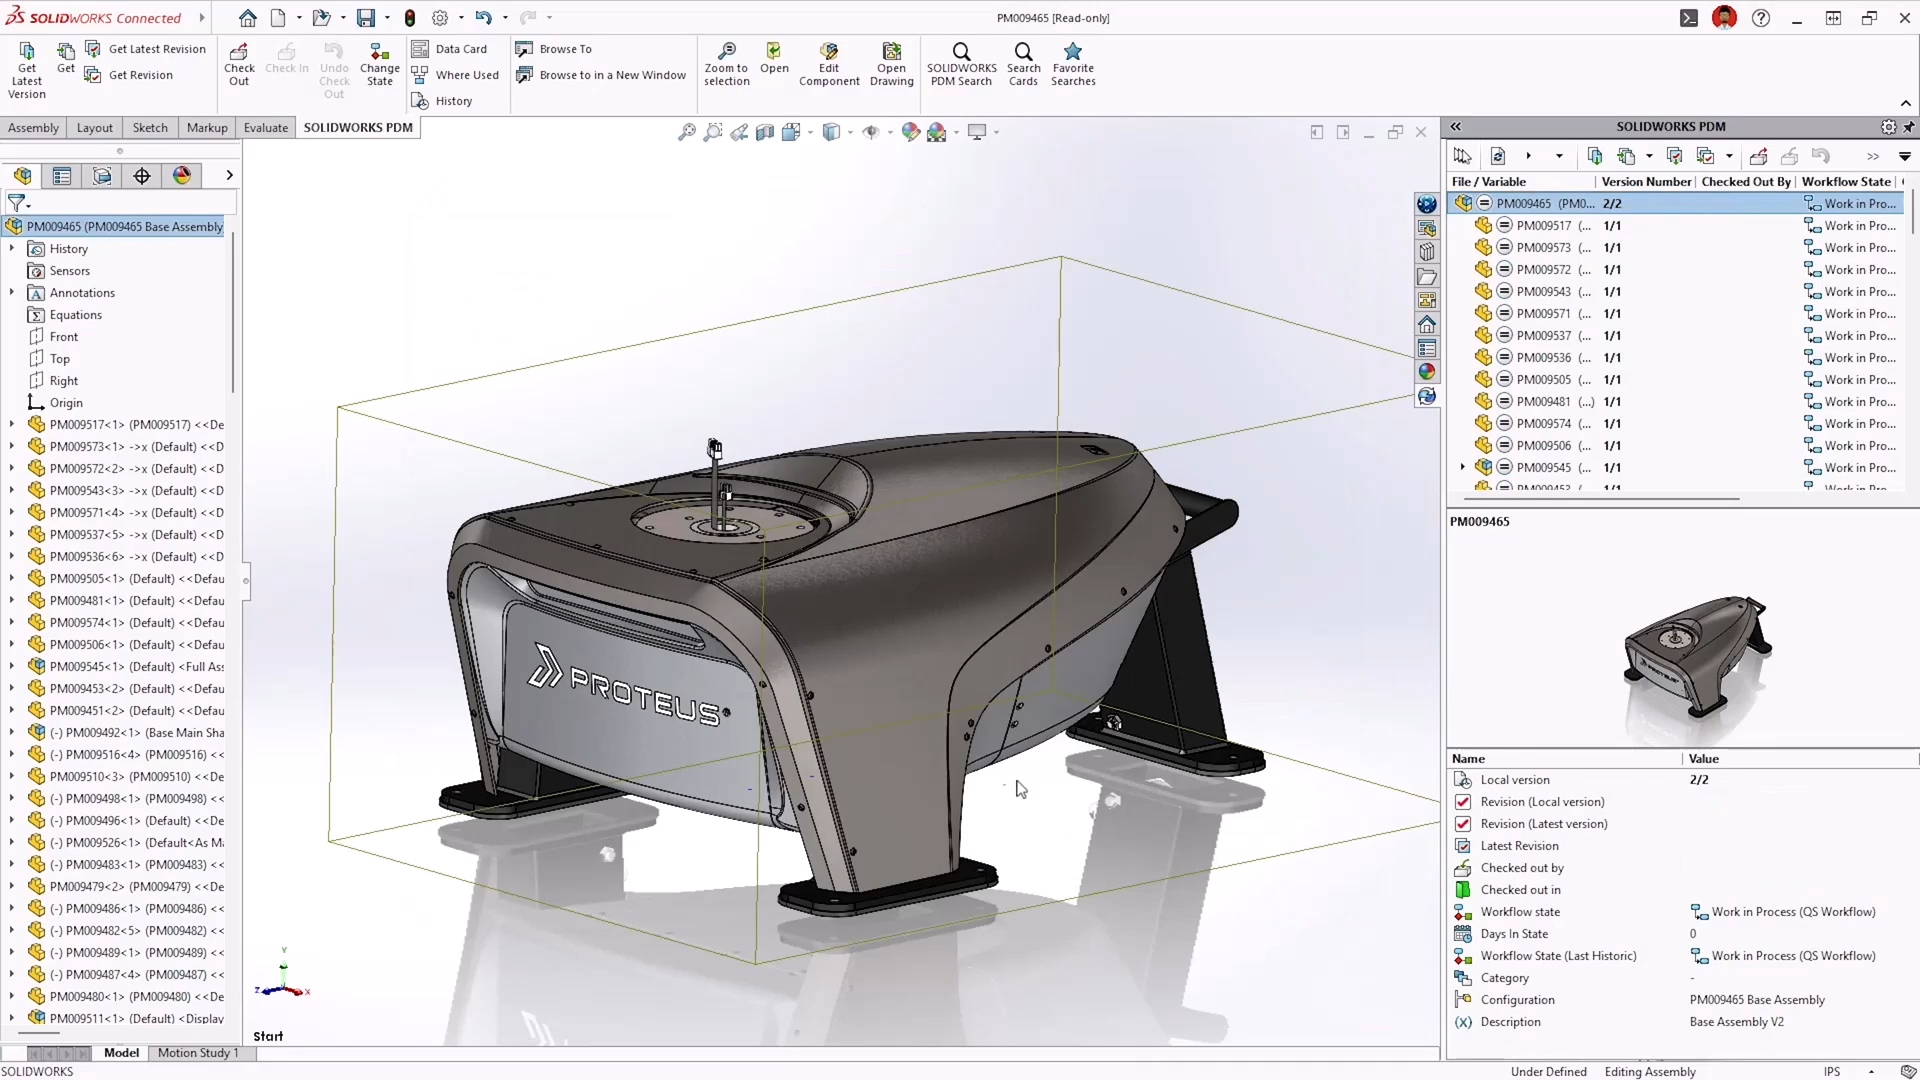 SOLIDWORKS Connected
PM009465 [Read-only]
Get Latest Version
Get
Get Latest Revision
Get Revision
Check Out
Check In
Undo Check Out
Change State
Data Card
Where Used
History
Browse To
Browse to in a New Window
Zoom to selection
Open
Edit Component
Open Drawing
SOLIDWORKS PDM Search
Search Cards
Favorite Searches
Assembly
Layout
Sketch
Markup
Evaluate
SOLIDWORKS PDM
PM009465 (PM009465 Base Assembly
History
Sensors
Annotations
Equations
Front
Top
Right
Origin
PM009517<1> (PM009517) <<De
PM009573<1> ->x (Default) <<D
PM009572<2> ->x (Default) <<D
PM009543<3> ->x (Default) <<D
PM009571<4> ->x (Default) <<D
PM009537<5> ->x (Default) <<D
PM009536<6> ->x (Default) <<D
PM009505<1> (Default) <<Defau
PM009481<1> (Default) <<Defau
PM009574<1> (Default) <<Defau
PM009506<1> (Default) <<Defau
PM009545<1> (Default) <Full Ass
PM009453<2> (Default) <<Defau
PM009451<2> (Default) <<Defau
(-) PM009492<1> (Base Main Sha
(-) PM009516<4> (PM009516) <<
(-) PM009510<3> (PM009510) <<
(-) PM009498<1> (PM009498) <<
(-) PM009496<1> (Default) <<De
(-) PM009526<1> (Default<As Ma
(-) PM009483<1> (PM009483) <<
PM009479<2> (PM009479) <<De
(-) PM009486<1> (PM009486) <<
(-) PM009482<5> (PM009482) <<
(-) PM009489<1> (PM009489) <<
(-) PM009487<4> (PM009487) <<
PM009480<1> (PM009480) <<De
PM009511<1> (Default) <Display
PROTEUS
Y
Z
X
Start
Model
Motion Study 1
SOLIDWORKS
SOLIDWORKS PDM
File / Variable Version Number Checked Out By Workflow State
PM009465 (PM0... 2/2 Work in Pro...
PM009517 (... 1/1 Work in Pro...
PM009573 (... 1/1 Work in Pro...
PM009572 (... 1/1 Work in Pro...
PM009543 (... 1/1 Work in Pro...
PM009571 (... 1/1 Work in Pro...
PM009537 (... 1/1 Work in Pro...
PM009536 (... 1/1 Work in Pro...
PM009505 (... 1/1 Work in Pro...
PM009481 (...) 1/1 Work in Pro...
PM009574 (... 1/1 Work in Pro...
PM009506 (... 1/1 Work in Pro...
PM009545 (... 1/1 Work in Pro...
PM009453 (... 1/1 Work in Pro...
PM009465
Name Value
Local version 2/2
Revision (Local version)
Revision (Latest version)
Latest Revision
Checked out by
Checked out in
Workflow state Work in Process (QS Workflow)
Days In State 0
Workflow State (Last Historic) Work in Process (QS Workflow)
Category -
Configuration PM009465 Base Assembly
Description Base Assembly V2
Under Defined Editing Assembly IPS